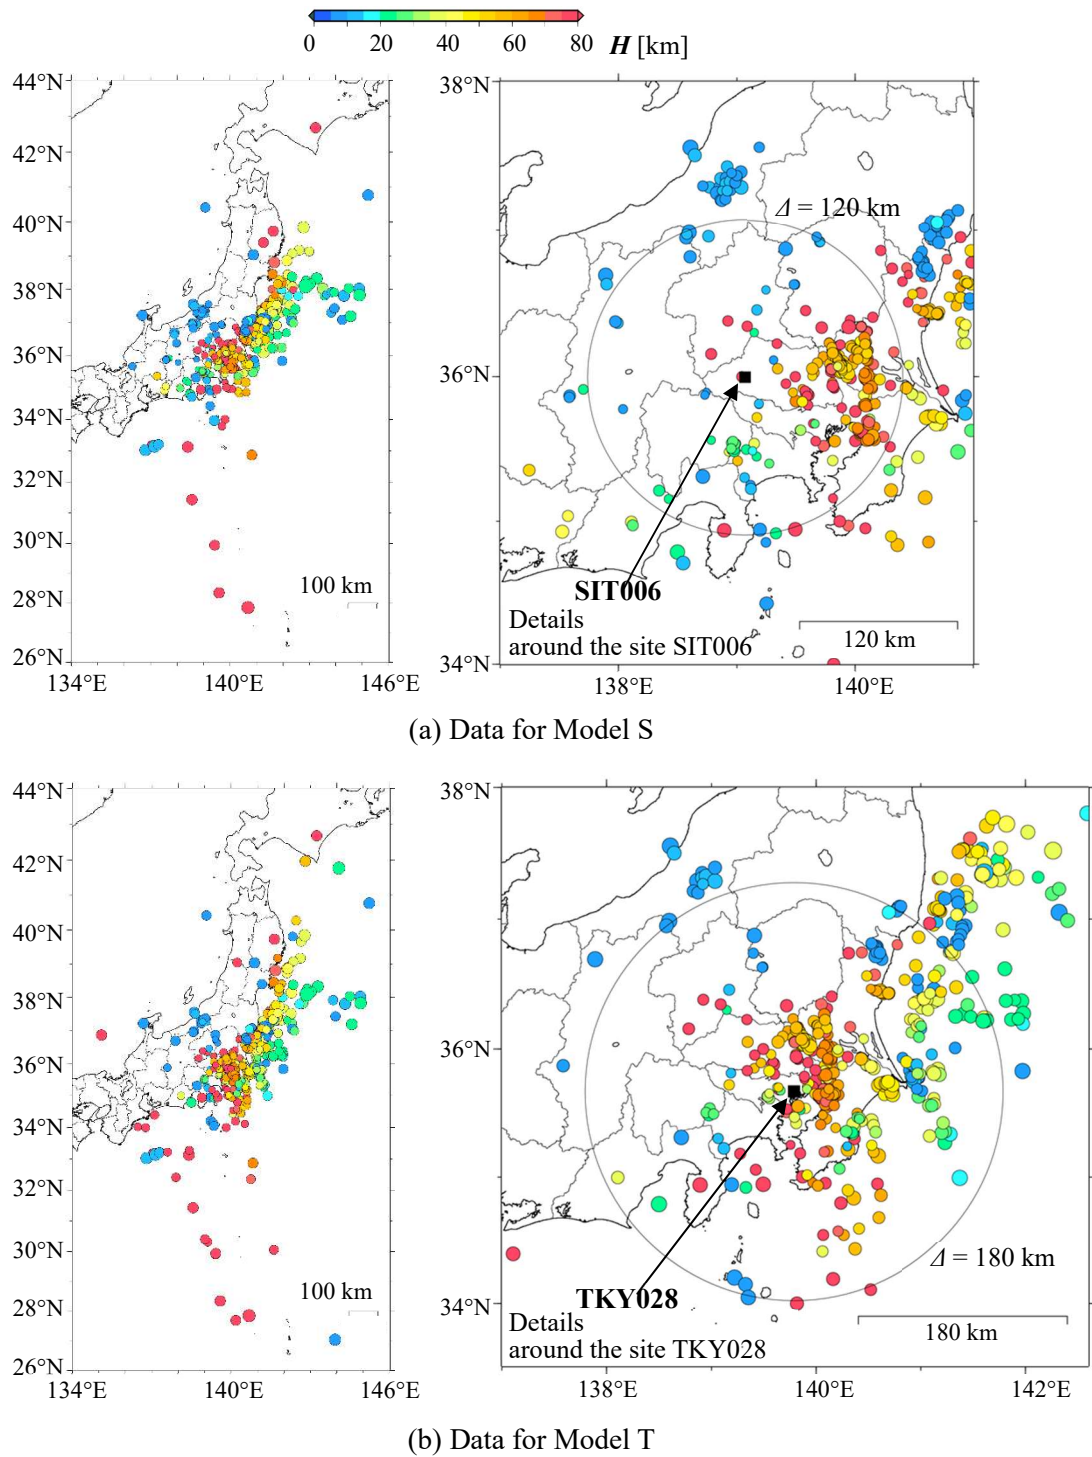 0 20 40 60 80 H [km]
44°N
42°N
40°N
38°N
36°N
34°N
32°N
30°N
28°N
26°N
134°E 140°E 146°E
100 km
38°N
36°N
34°N
138°E 140°E
Δ = 120 km
SIT006
Details
around the site SIT006
120 km
(a) Data for Model S
44°N
42°N
40°N
38°N
36°N
34°N
32°N
30°N
28°N
26°N
134°E 140°E 146°E
100 km
38°N
36°N
34°N
138°E 140°E 142°E
Δ = 180 km
TKY028
Details
around the site TKY028
180 km
(b) Data for Model T